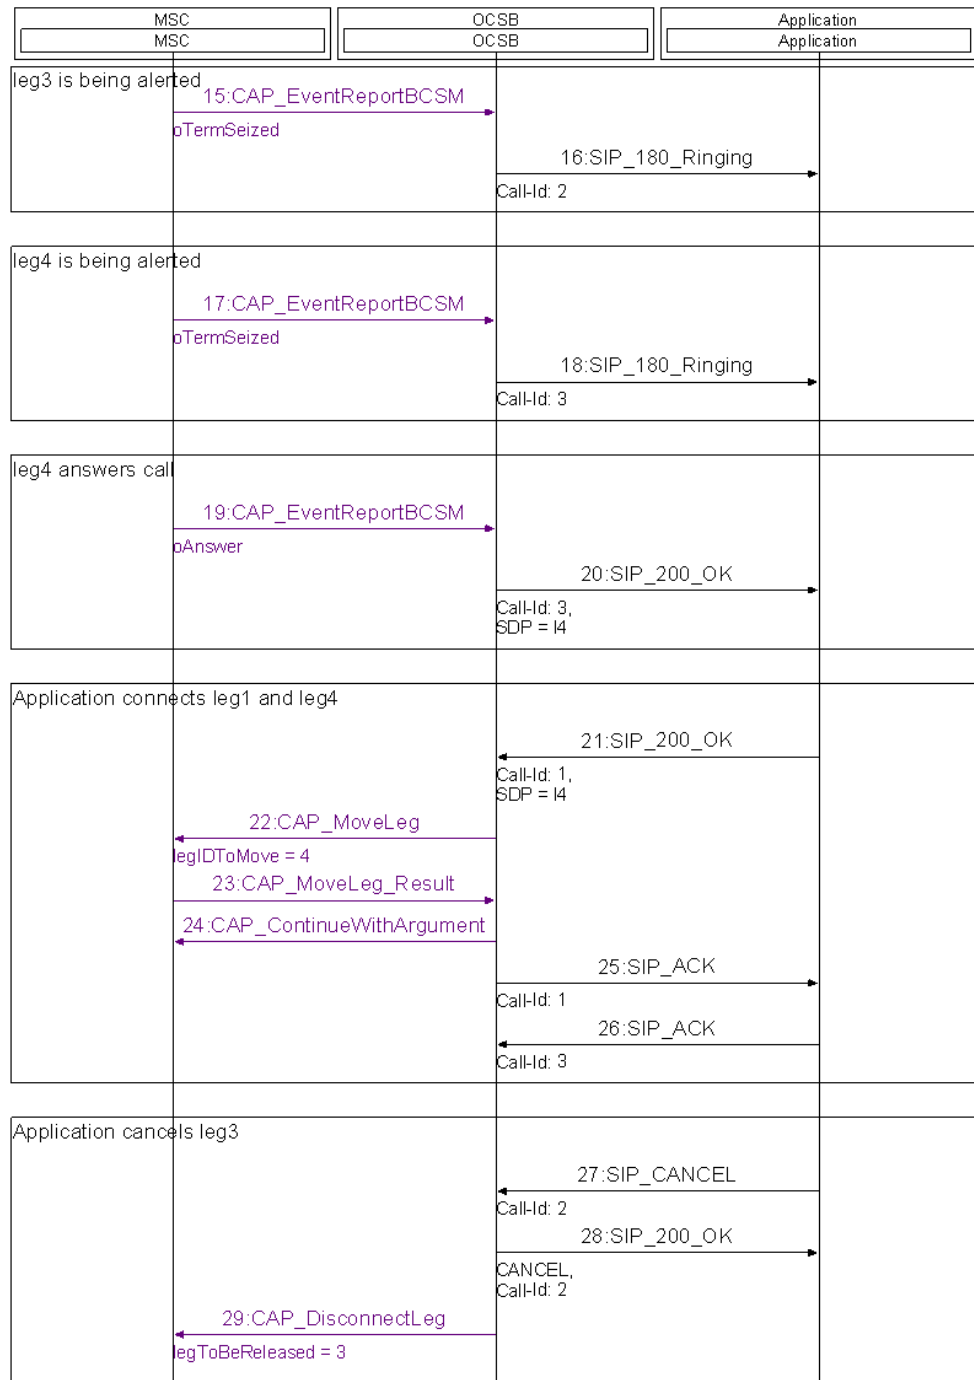 MSC
OCSB
Application
MSC
OCSB
Application
leg3 is being alerted
15:CAP_EventReportBCSM
oTermSeized
16:SIP_180_Ringing
Call-Id: 2
leg4 is being alerted
17:CAP_EventReportBCSM
oTermSeized
18:SIP_180_Ringing
Call-Id: 3
leg4 answers call
19:CAP_EventReportBCSM
oAnswer
20:SIP_200_OK
Call-Id: 3,
SDP = l4
Application connects leg1 and leg4
21:SIP_200_OK
Call-Id: 1,
SDP = l4
22:CAP_MoveLeg
legIDToMove = 4
23:CAP_MoveLeg_Result
24:CAP_ContinueWithArgument
25:SIP_ACK
Call-Id: 1
26:SIP_ACK
Call-Id: 3
Application cancels leg3
27:SIP_CANCEL
Call-Id: 2
28:SIP_200_OK
CANCEL,
Call-Id: 2
29:CAP_DisconnectLeg
legToBeReleased = 3